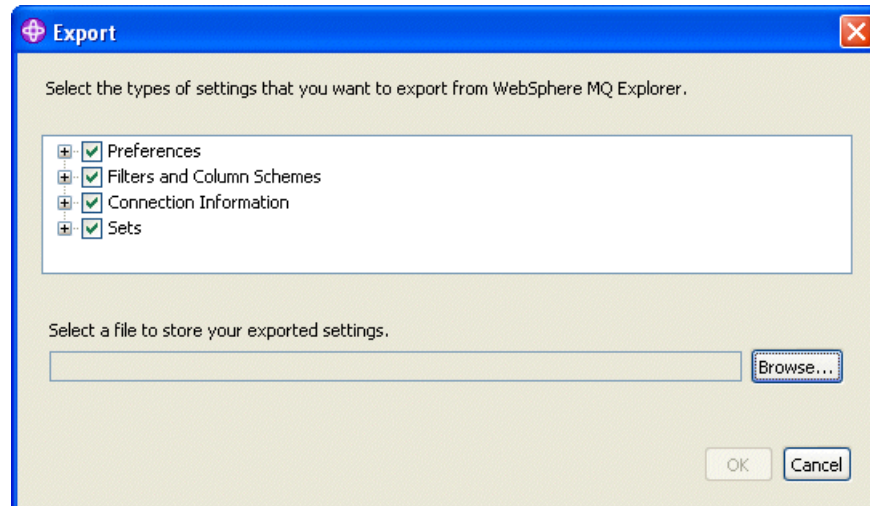 Export
Select the types of settings that you want to export from WebSphere MQ Explorer.
Preferences
Filters and Column Schemes
Connection Information
Sets
Select a file to store your exported settings.
Browse...
OK Cancel